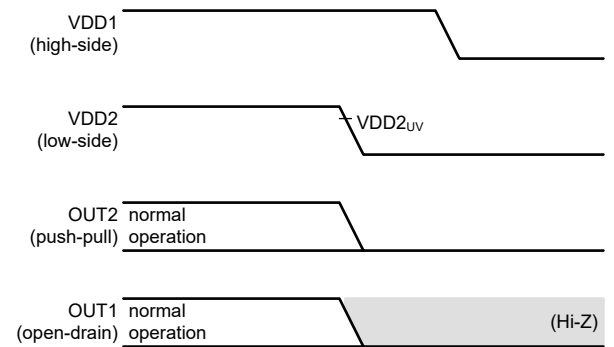 VDD1
(high-side)
VDD2
(low-side)
VDD2UV
OUT2
(push-pull)
normal
operation
OUT1
(open-drain)
normal
operation
(Hi-Z)